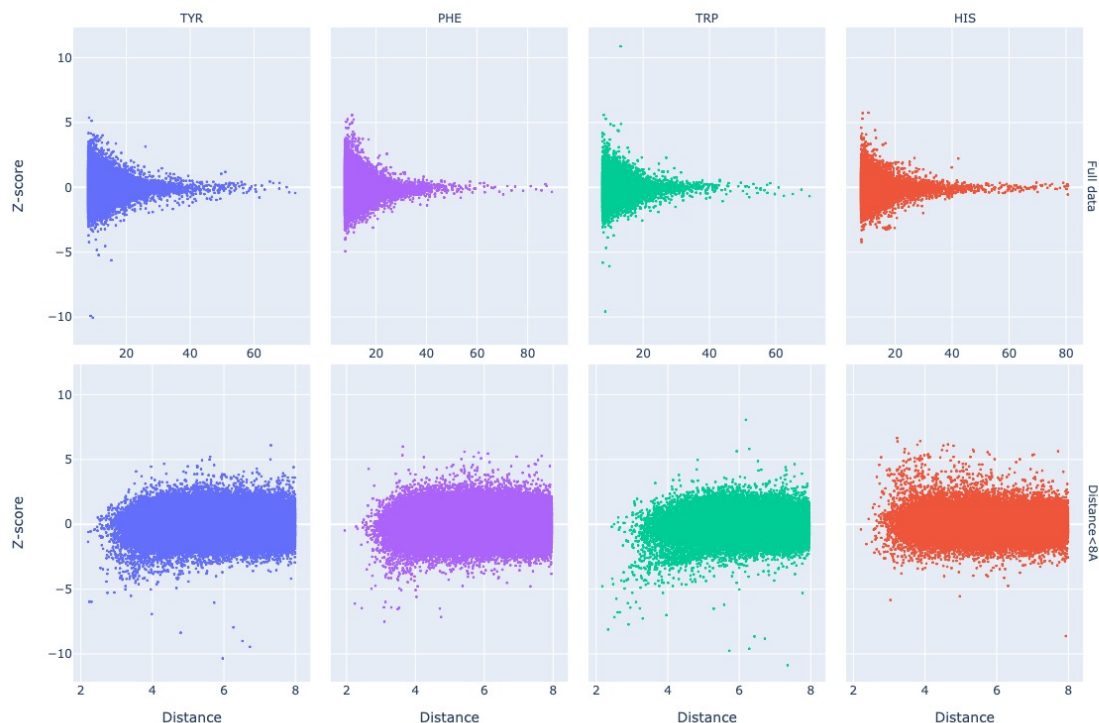 TYR PHE TRP HIS
10
5
0
−5
−10
Z-score
Full data
20 40 60 20 40 60 80 20 40 60 20 40 60 80
10
5
0
−5
−10
Z-score
Distance<8A
2 4 6 8 2 4 6 8 2 4 6 8 2 4 6 8
Distance Distance Distance Distance